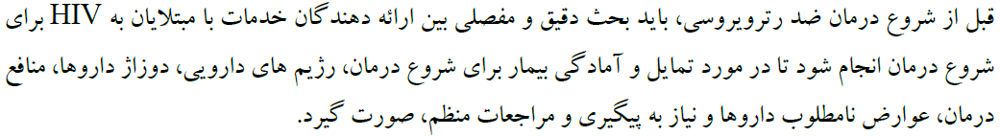 قبل از شروع درمان ضد رترویروسی، باید بحث دقیق و مفصلی بین ارائه دهندگان خدمات با مبتلایان به HIV برای
شروع درمان انجام شود تا در مورد تمایل و آمادگی بیمار برای شروع درمان، رژیم های دارویی، دوزاژ داروها، منافع
درمان، عوارض نامطلوب داروها و نیاز به پیگیری و مراجعات منظم، صورت گیرد.